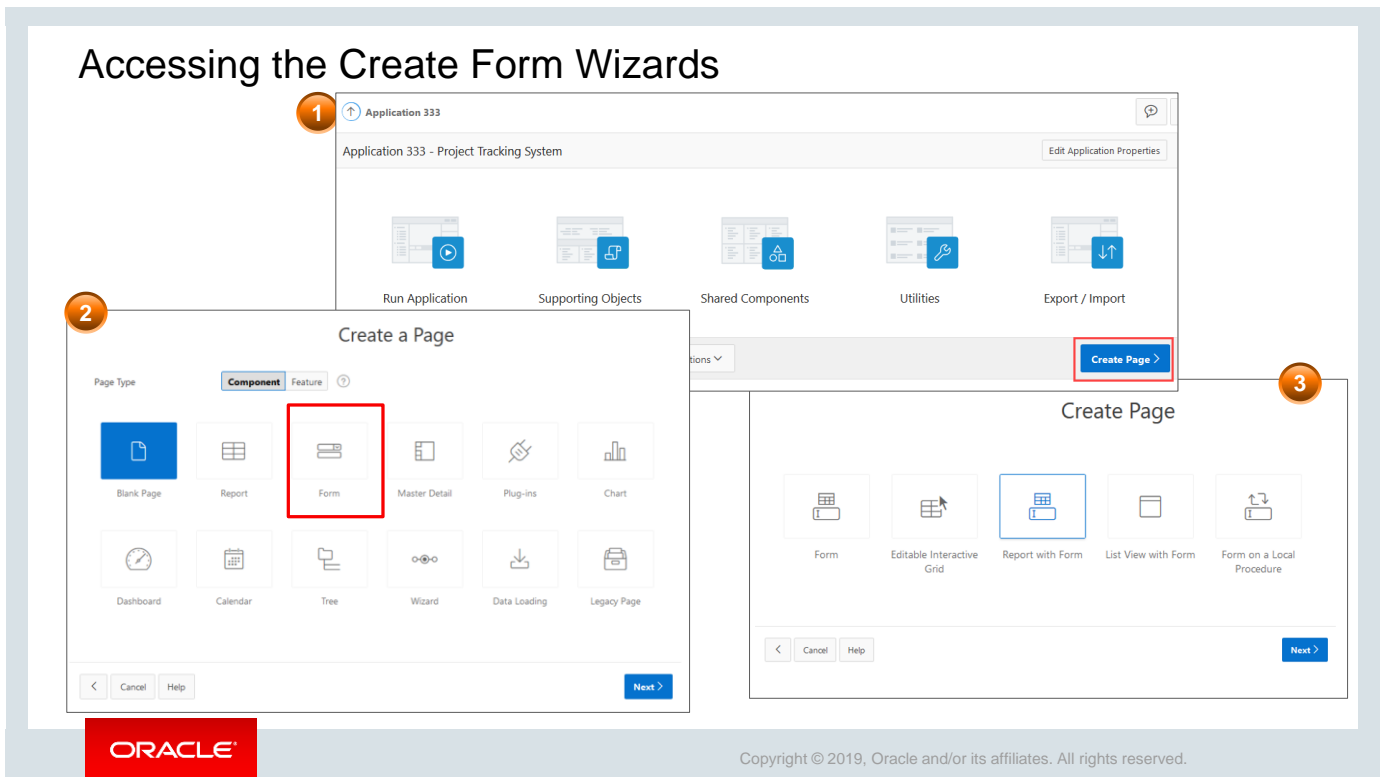 Accessing the Create Form Wizards
1
Application 333
Application 333 - Project Tracking System
Edit Application Properties
Run Application
Supporting Objects
Shared Components
Utilities
Export / Import
tions
Create Page >
2
Create a Page
Page Type
Component
Feature
?
Blank Page
Report
Form
Master Detail
Plug-ins
Chart
Dashboard
Calendar
Tree
Wizard
Data Loading
Legacy Page
<
Cancel
Help
Next >
3
Create Page
Form
Editable Interactive
Grid
Report with Form
List View with Form
Form on a Local
Procedure
<
Cancel
Help
Next >
ORACLE®
Copyright © 2019, Oracle and/or its affiliates. All rights reserved.